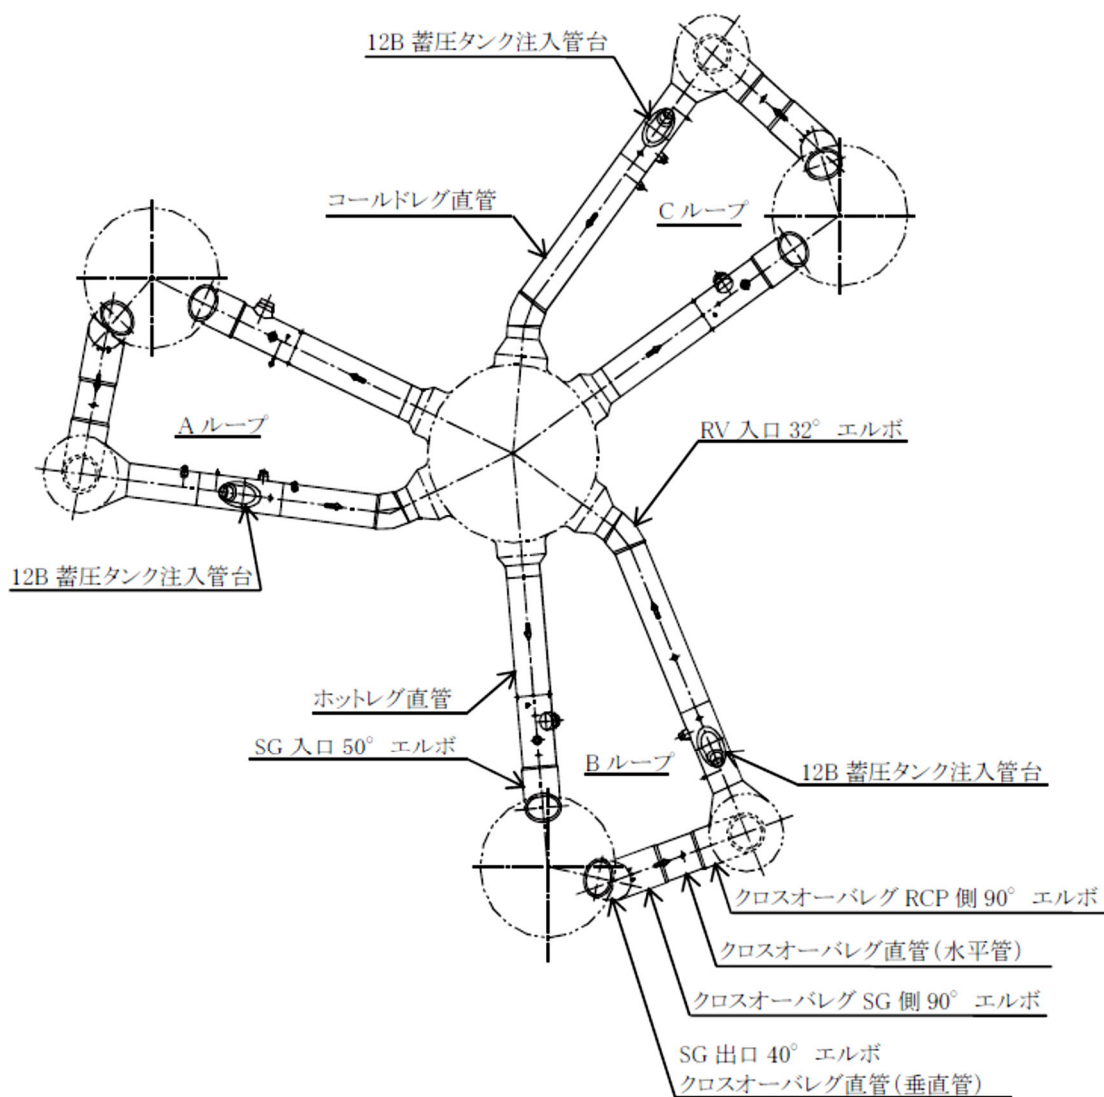 12B 蓄圧タンク注入管台
コールドレグ直管
C ループ
A ループ
RV 入口 32° エルボ
12B 蓄圧タンク注入管台
ホットレグ直管
SG 入口 50° エルボ
B ループ
12B 蓄圧タンク注入管台
クロスオーバレグ RCP 側 90° エルボ
クロスオーバレグ直管(水平管)
クロスオーバレグ SG 側 90° エルボ
SG 出口 40° エルボ
クロスオーバレグ直管(垂直管)